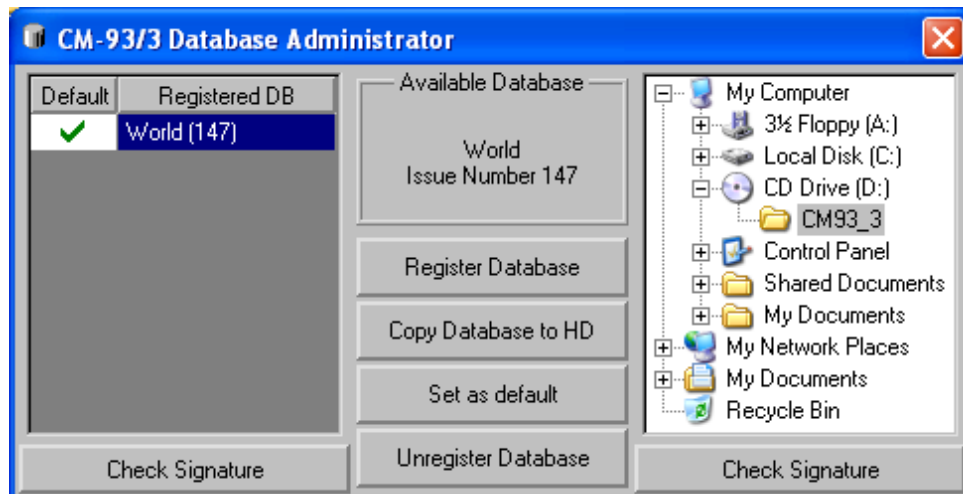 CM-93/3 Database Administrator
Default
Registered DB
World (147)
Check Signature
Available Database
World
Issue Number 147
Register Database
Copy Database to HD
Set as default
Unregister Database
My Computer
3½ Floppy (A:)
Local Disk (C:)
CD Drive (D:)
CM93_3
Control Panel
Shared Documents
My Documents
My Network Places
My Documents
Recycle Bin
Check Signature